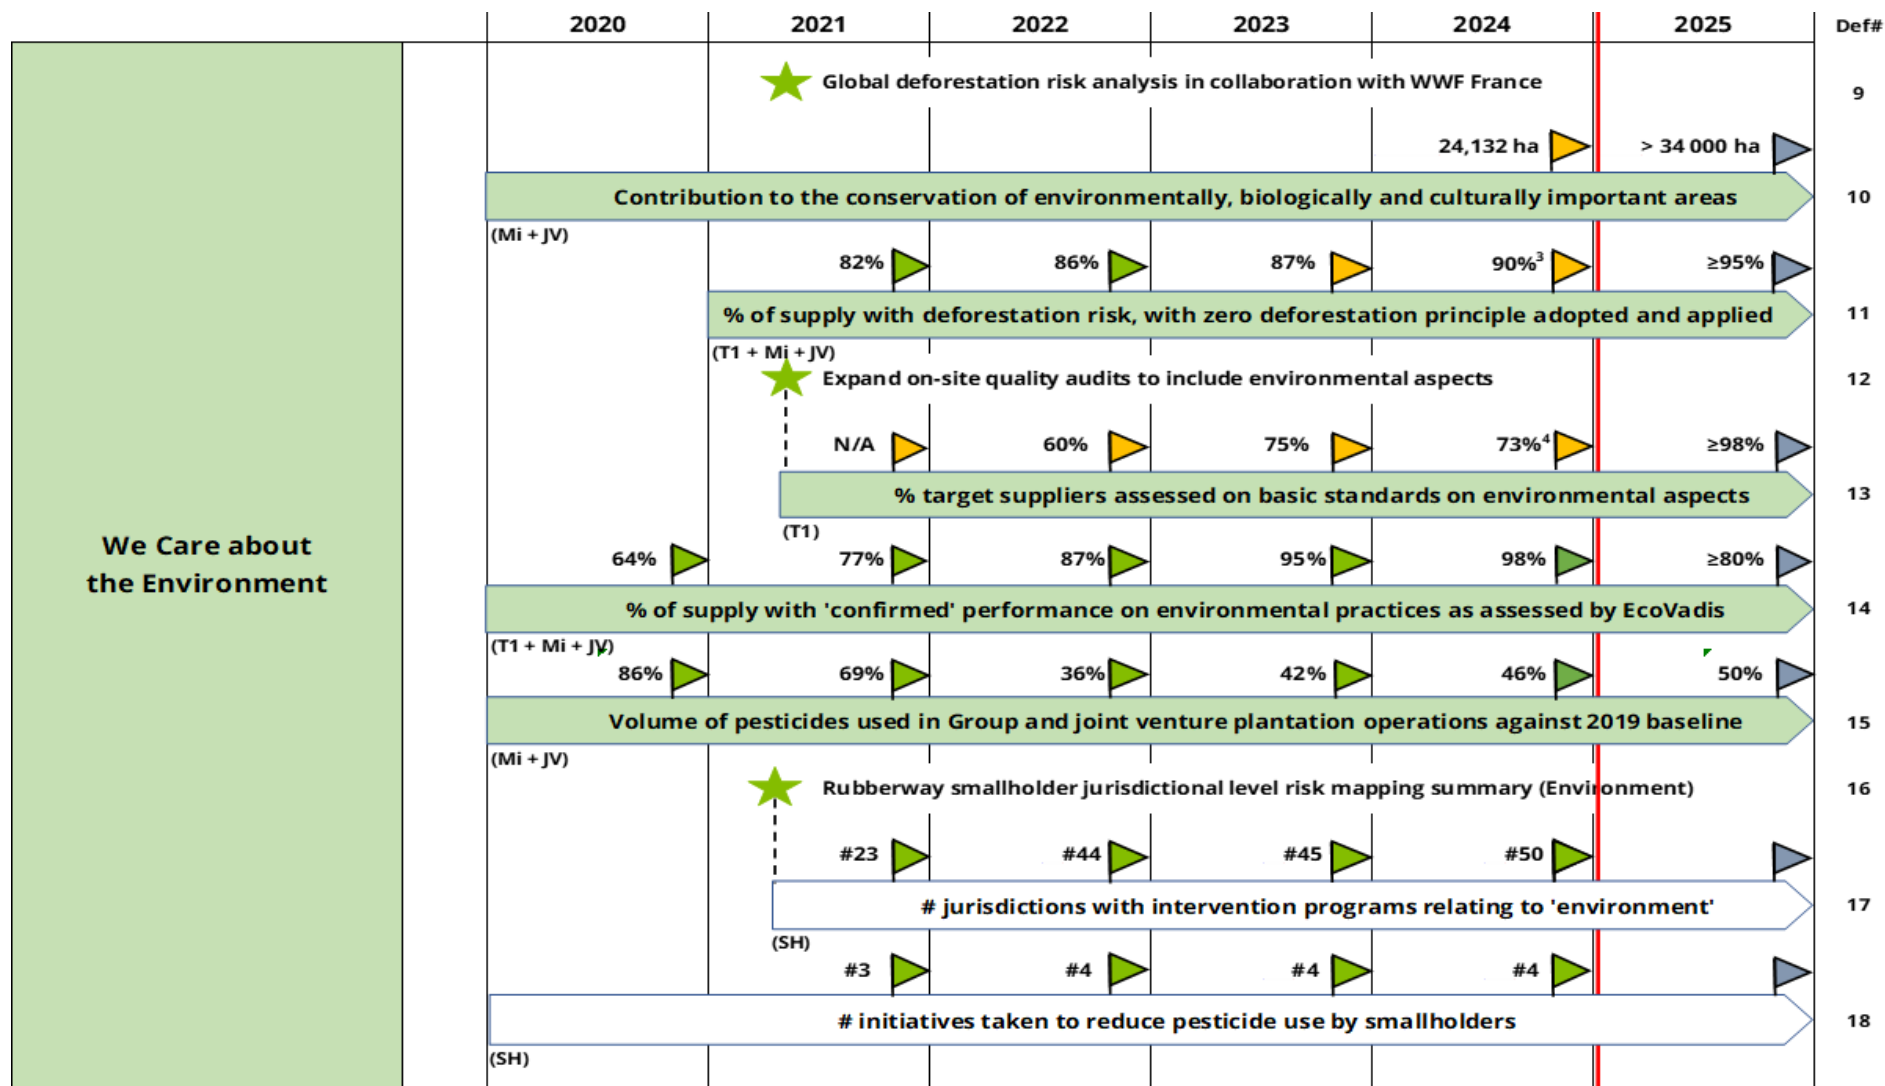 2020 2021 2022 2023 2024 2025 Def#
Global deforestation risk analysis in collaboration with WWF France 9
24,132 ha > 34 000 ha
Contribution to the conservation of environmentally, biologically and culturally important areas 10
(Mi + JV)
82% 86% 87% 90%³ ≥95%
% of supply with deforestation risk, with zero deforestation principle adopted and applied 11
(T1 + Mi + JV)
Expand on-site quality audits to include environmental aspects 12
N/A 60% 75% 73%⁴ ≥98%
% target suppliers assessed on basic standards on environmental aspects 13
(T1)
We Care about
the Environment
64% 77% 87% 95% 98% ≥80%
% of supply with 'confirmed' performance on environmental practices as assessed by EcoVadis 14
(T1 + Mi + JV)
86% 69% 36% 42% 46% 50%
Volume of pesticides used in Group and joint venture plantation operations against 2019 baseline 15
(Mi + JV)
Rubberway smallholder jurisdictional level risk mapping summary (Environment) 16
#23 #44 #45 #50
# jurisdictions with intervention programs relating to 'environment' 17
(SH)
#3 #4 #4 #4
# initiatives taken to reduce pesticide use by smallholders 18
(SH)